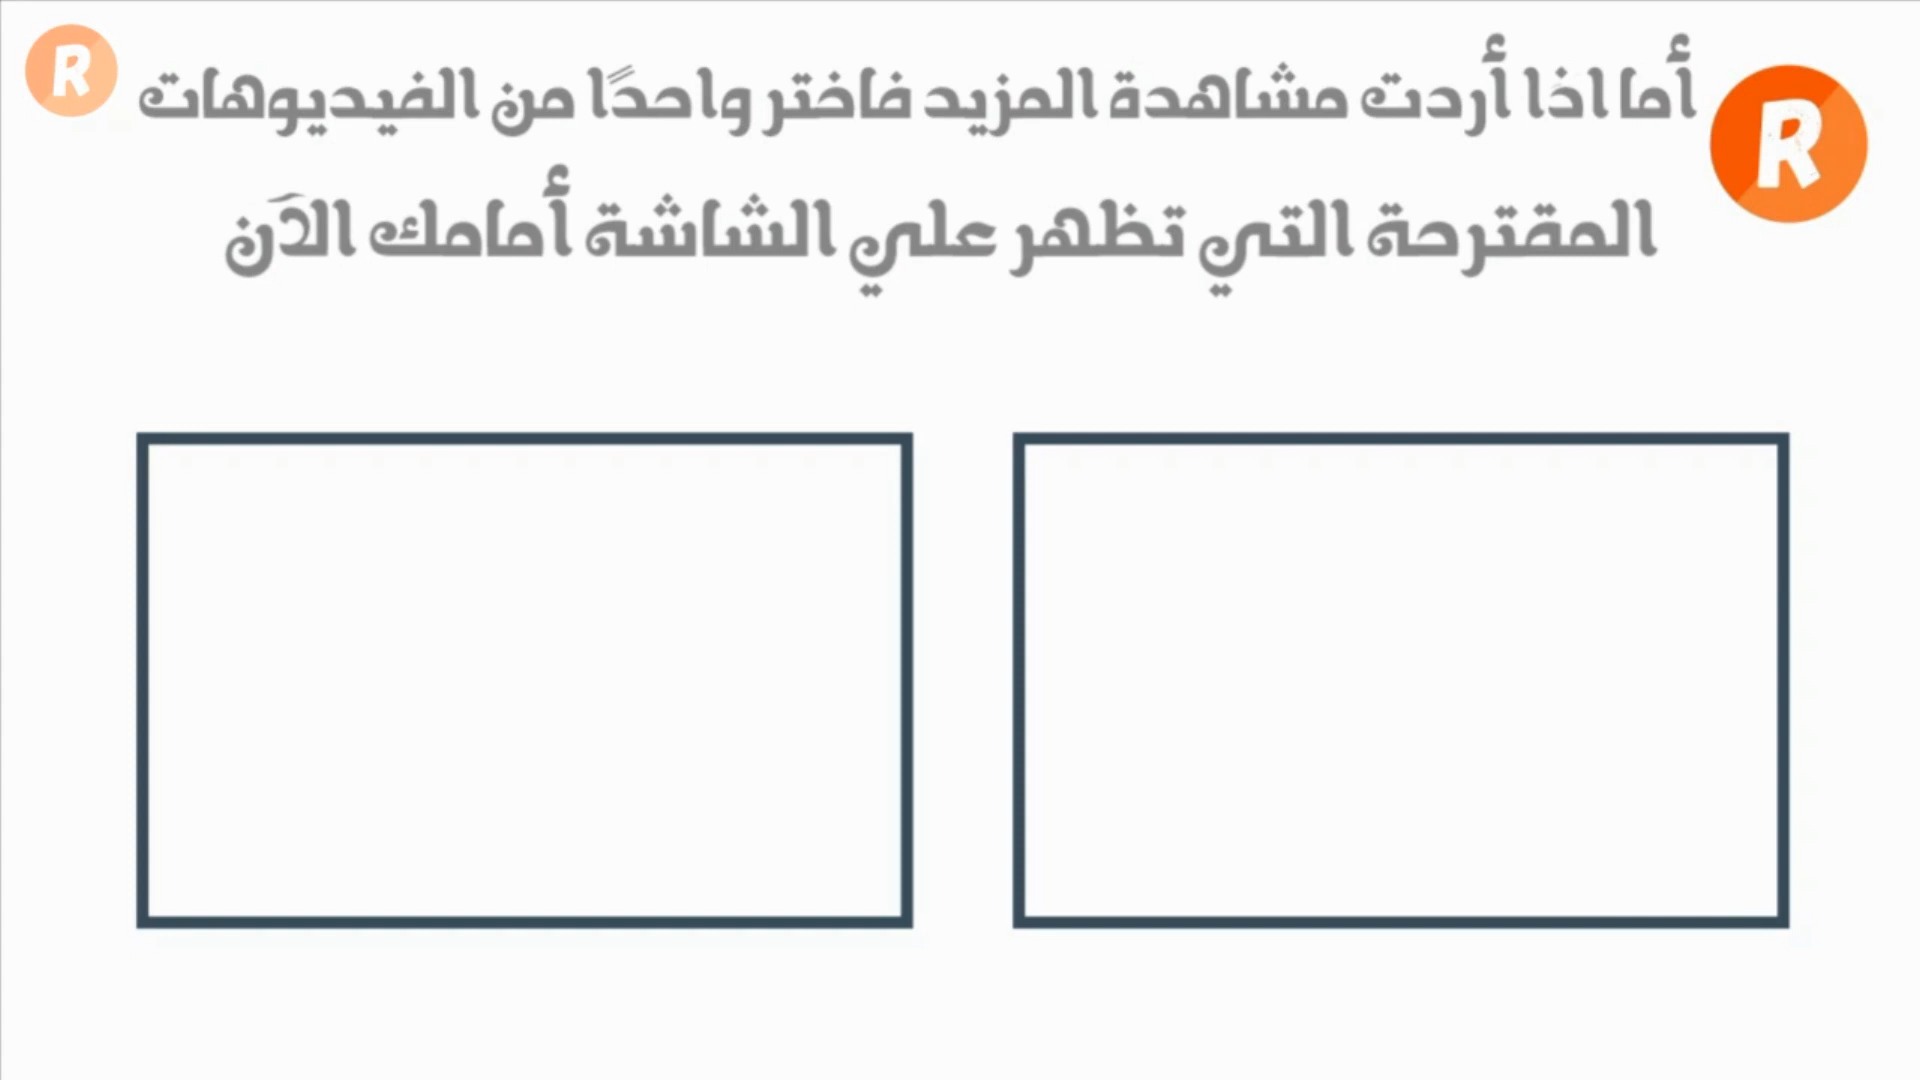 R
أما اذا أردت مشاهدة المزيد فاختر واحدًا من الفيديوهات
R
المقترحة التي تظهر علي الشاشة أمامك الآن